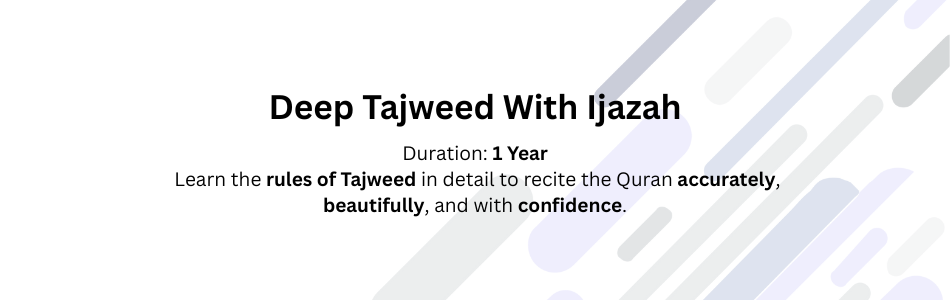 Deep Tajweed With Ijazah
Duration: 1 Year
Learn the rules of Tajweed in detail to recite the Quran accurately,
beautifully, and with confidence.